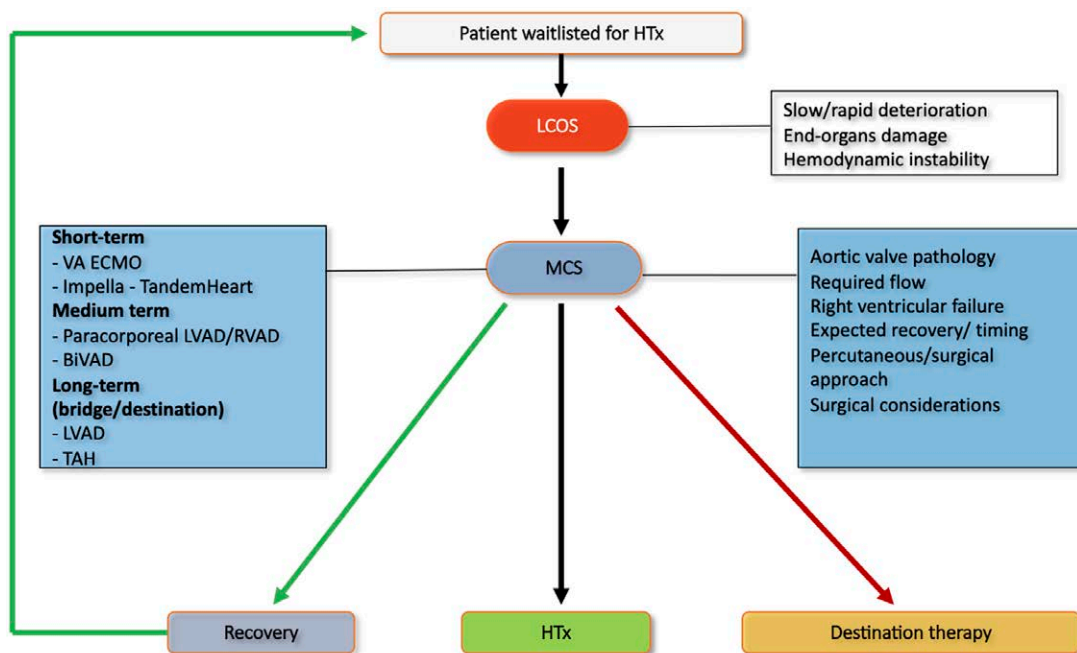 Patient waitlisted for HTx
LCOS
Slow/rapid deterioration
End-organs damage
Hemodynamic instability
Short-term
- VA ECMO
- Impella - TandemHeart
Medium term
- Paracorporeal LVAD/RVAD
- BiVAD
Long-term
(bridge/destination)
- LVAD
- TAH
MCS
Aortic valve pathology
Required flow
Right ventricular failure
Expected recovery/ timing
Percutaneous/surgical
approach
Surgical considerations
Recovery
HTx
Destination therapy